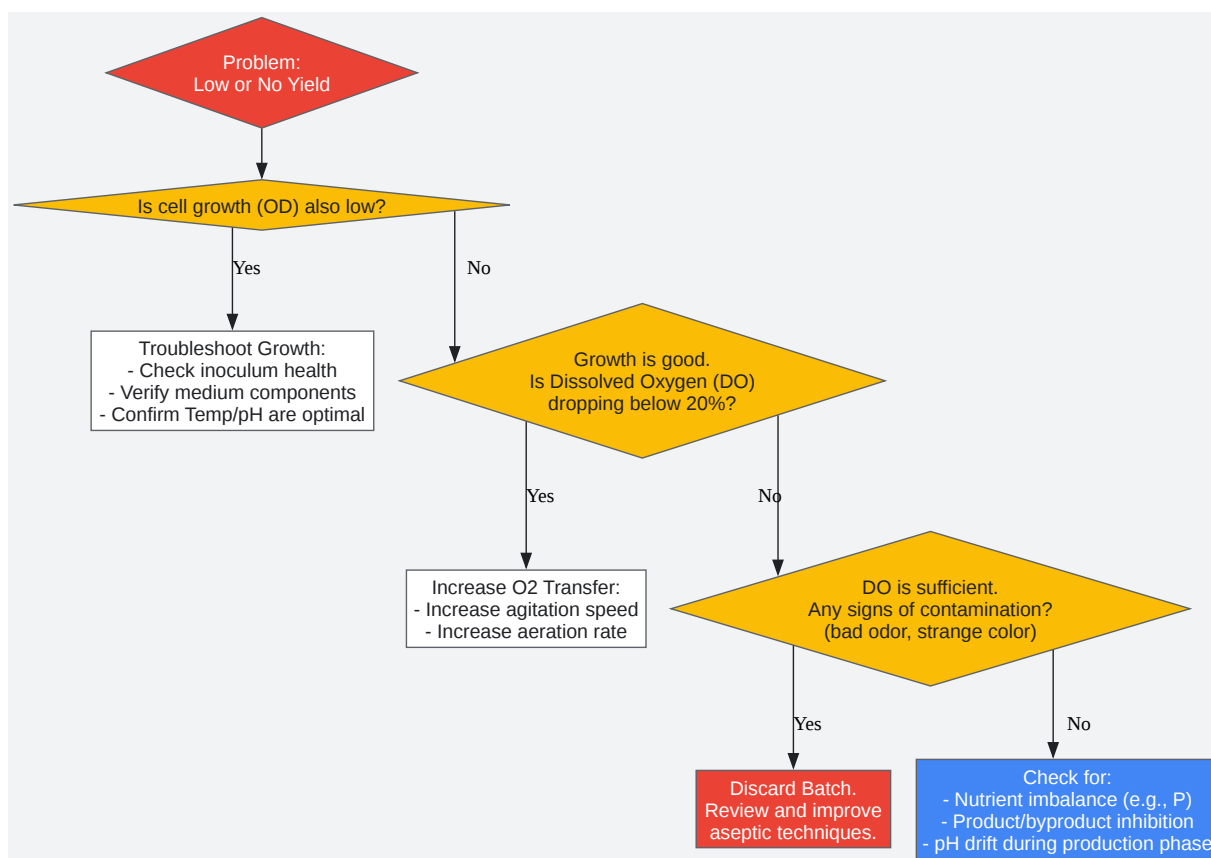 Problem:
Low or No Yield
Is cell growth (OD) also low?
Yes
No
Troubleshoot Growth:
- Check inoculum health
- Verify medium components
- Confirm Temp/pH are optimal
Growth is good.
Is Dissolved Oxygen (DO)
dropping below 20%?
Yes
No
Increase O2 Transfer:
- Increase agitation speed
- Increase aeration rate
DO is sufficient.
Any signs of contamination?
(bad odor, strange color)
Yes
No
Discard Batch.
Review and improve
aseptic techniques.
Check for:
- Nutrient imbalance (e.g., P)
- Product/byproduct inhibition
- pH drift during production phase